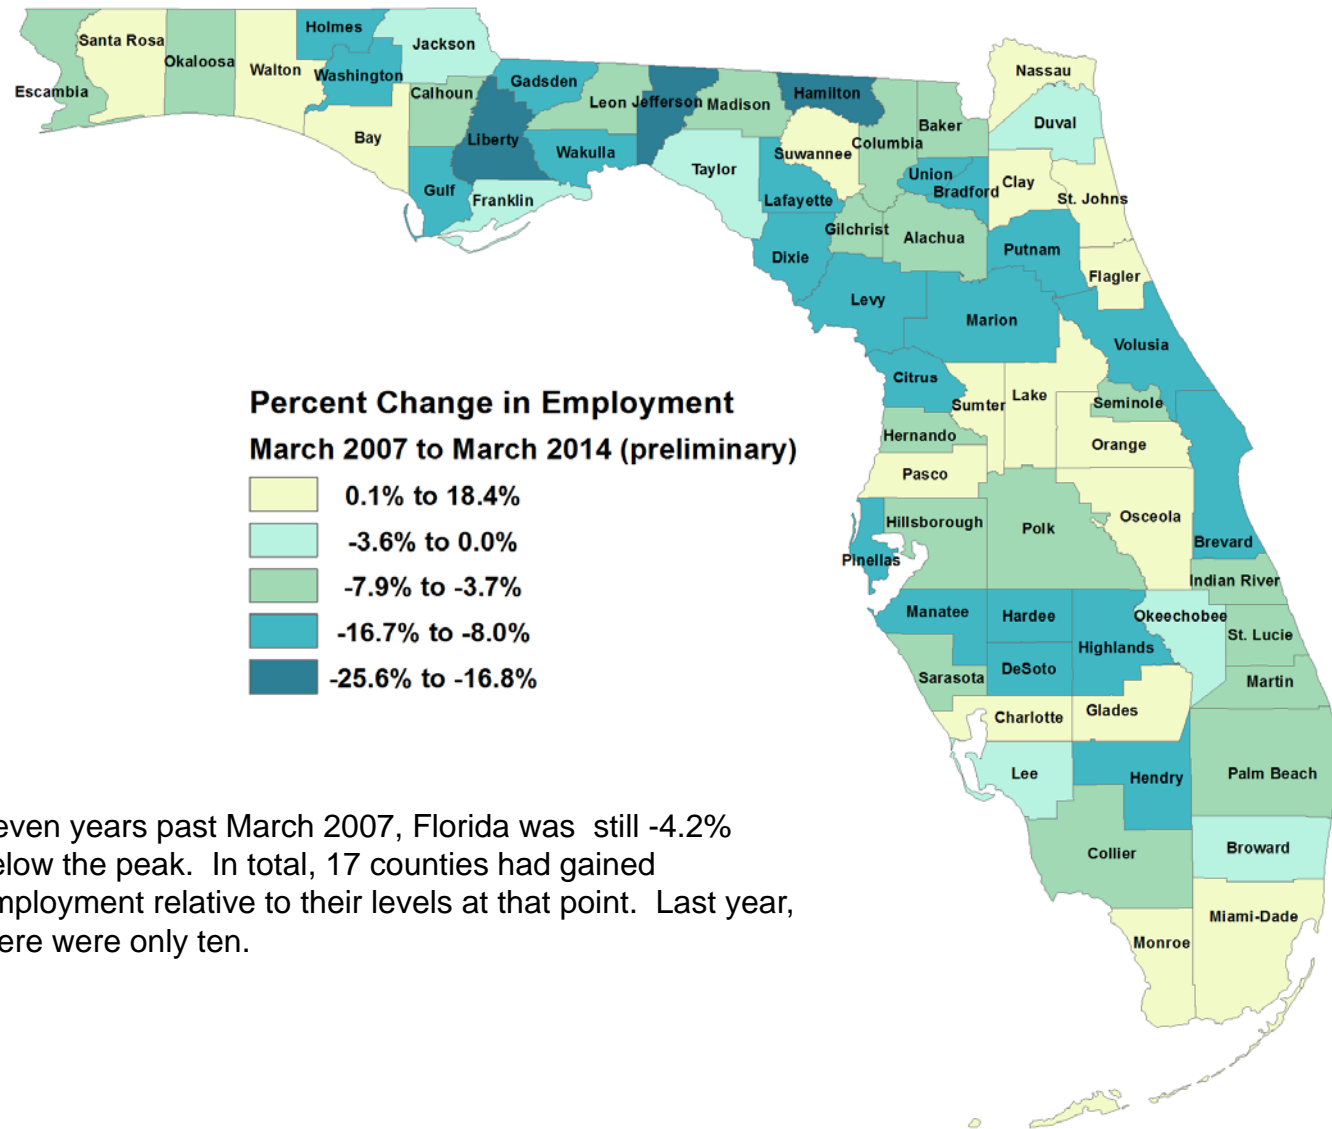 Holmes
Jackson
Santa Rosa
Okaloosa
Walton
Washington
Escambia
Calhoun
Gadsden
Leon
Jefferson
Madison
Hamilton
Nassau
Duval
Bay
Liberty
Wakulla
Taylor
Suwannee
Columbia
Baker
Union
Bradford
Clay
St. Johns
Gulf
Franklin
Lafayette
Gilchrist
Alachua
Putnam
Dixie
Flagler
Levy
Marion
Volusia
Citrus
Sumter
Lake
Seminole
Hernando
Orange
Pasco
Percent Change in Employment
March 2007 to March 2014 (preliminary)
0.1% to 18.4%
-3.6% to 0.0%
-7.9% to -3.7%
-16.7% to -8.0%
-25.6% to -16.8%
Hillsborough
Polk
Osceola
Brevard
Pinellas
Indian River
Manatee
Hardee
Highlands
Okeechobee
St. Lucie
Sarasota
DeSoto
Martin
Charlotte
Glades
Lee
Hendry
Palm Beach
Collier
Broward
Miami-Dade
Monroe
even years past March 2007, Florida was still -4.2%
elow the peak. In total, 17 counties had gained
mployment relative to their levels at that point. Last year,
ere were only ten.